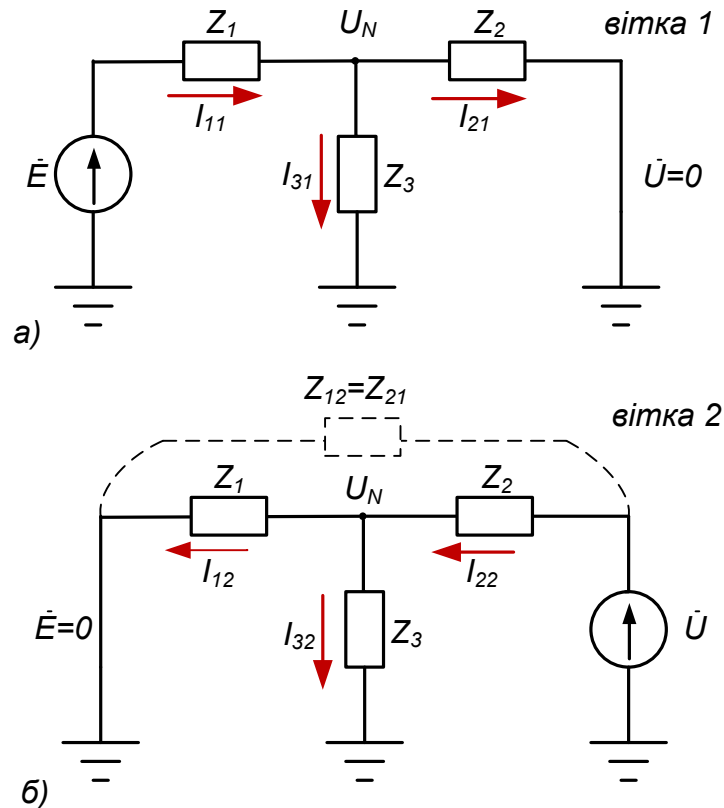 Z1 UN Z2 вітка 1
I11 I21
Ė I31 Z3 U̇=0
а)
Z12=Z21
вітка 2
Z1 UN Z2
I12 I22
Ė=0 I32 Z3 U̇
б)